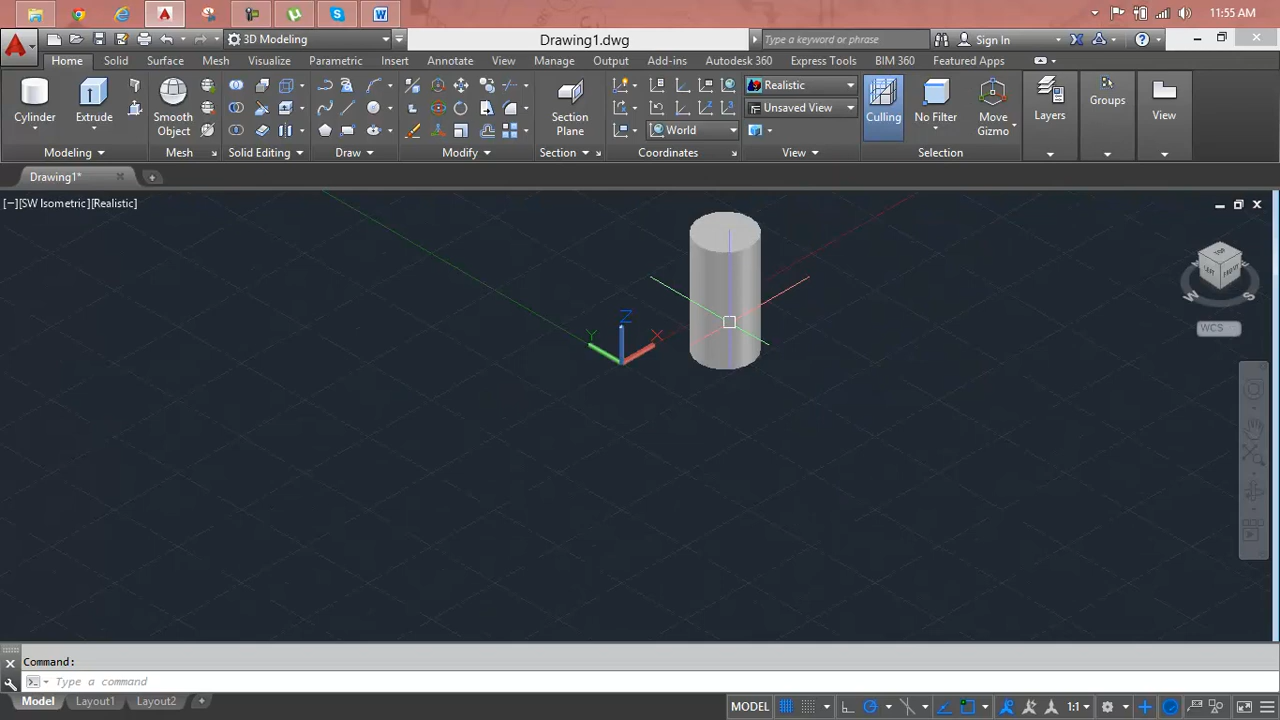 11:55 AM
3D Modeling
Drawing1.dwg
Type a keyword or phrase
Sign In
Home Solid Surface Mesh Visualize Parametric Insert Annotate View Manage Output Add-ins Autodesk 360 Express Tools BIM 360 Featured Apps
Realistic
Unsaved View
World
Cylinder Extrude Smooth Object Section Plane Culling No Filter Move Gizmo Layers Groups View
Modeling Mesh Solid Editing Draw Modify Section Coordinates View Selection
Drawing1*
[−][SW Isometric][Realistic]
TOP
LEFT FRONT
W S
WCS
Z
Y X
Command:
Type a command
Model Layout1 Layout2
MODEL 1:1